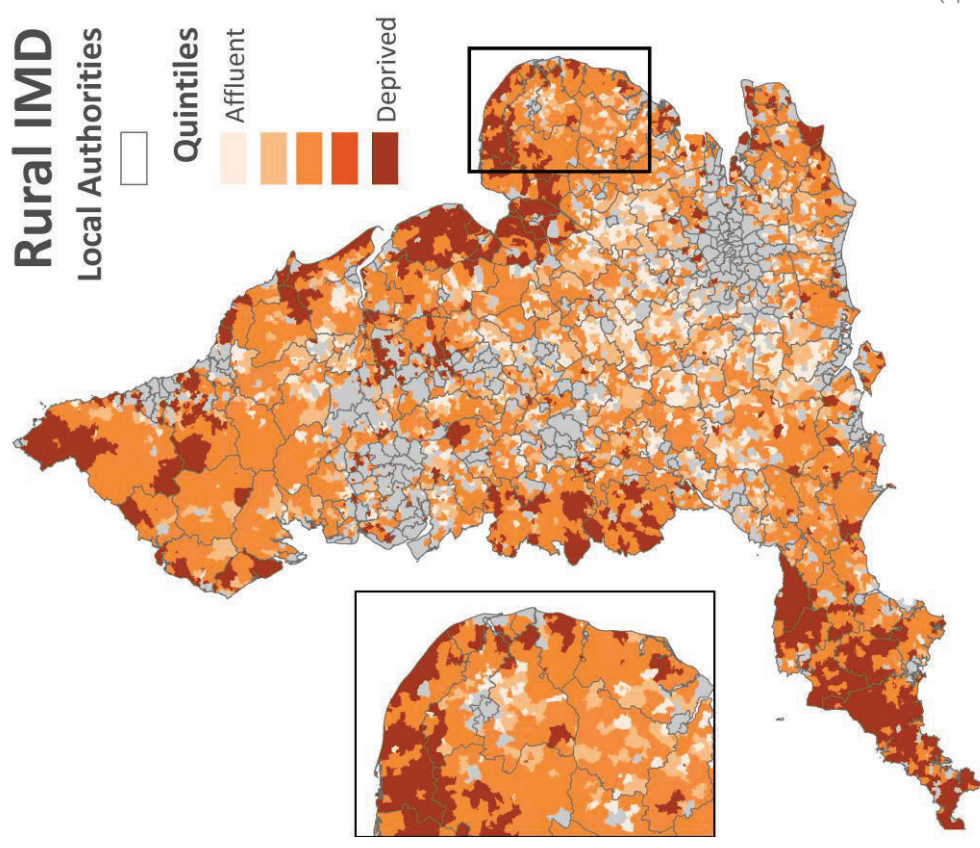 Rural IMD
Local Authorities
Quintiles
Affluent
Deprived